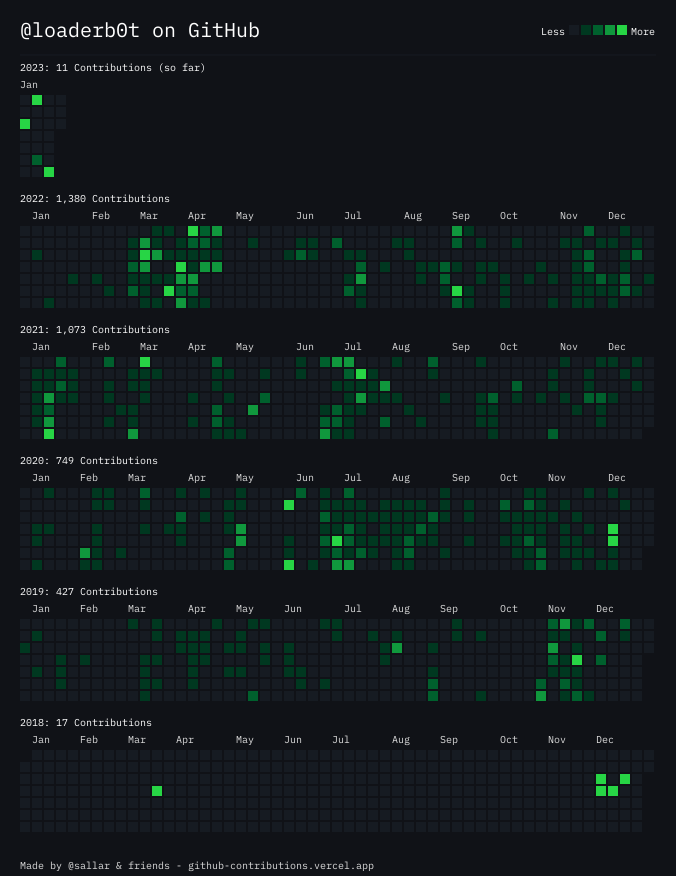 @loaderb0t on GitHub
Less More
2023: 11 Contributions (so far)
Jan
2022: 1,380 Contributions
Jan Feb Mar Apr May Jun Jul Aug Sep Oct Nov Dec
2021: 1,073 Contributions
Jan Feb Mar Apr May Jun Jul Aug Sep Oct Nov Dec
2020: 749 Contributions
Jan Feb Mar Apr May Jun Jul Aug Sep Oct Nov Dec
2019: 427 Contributions
Jan Feb Mar Apr May Jun Jul Aug Sep Oct Nov Dec
2018: 17 Contributions
Jan Feb Mar Apr May Jun Jul Aug Sep Oct Nov Dec
Made by @sallar & friends - github-contributions.vercel.app